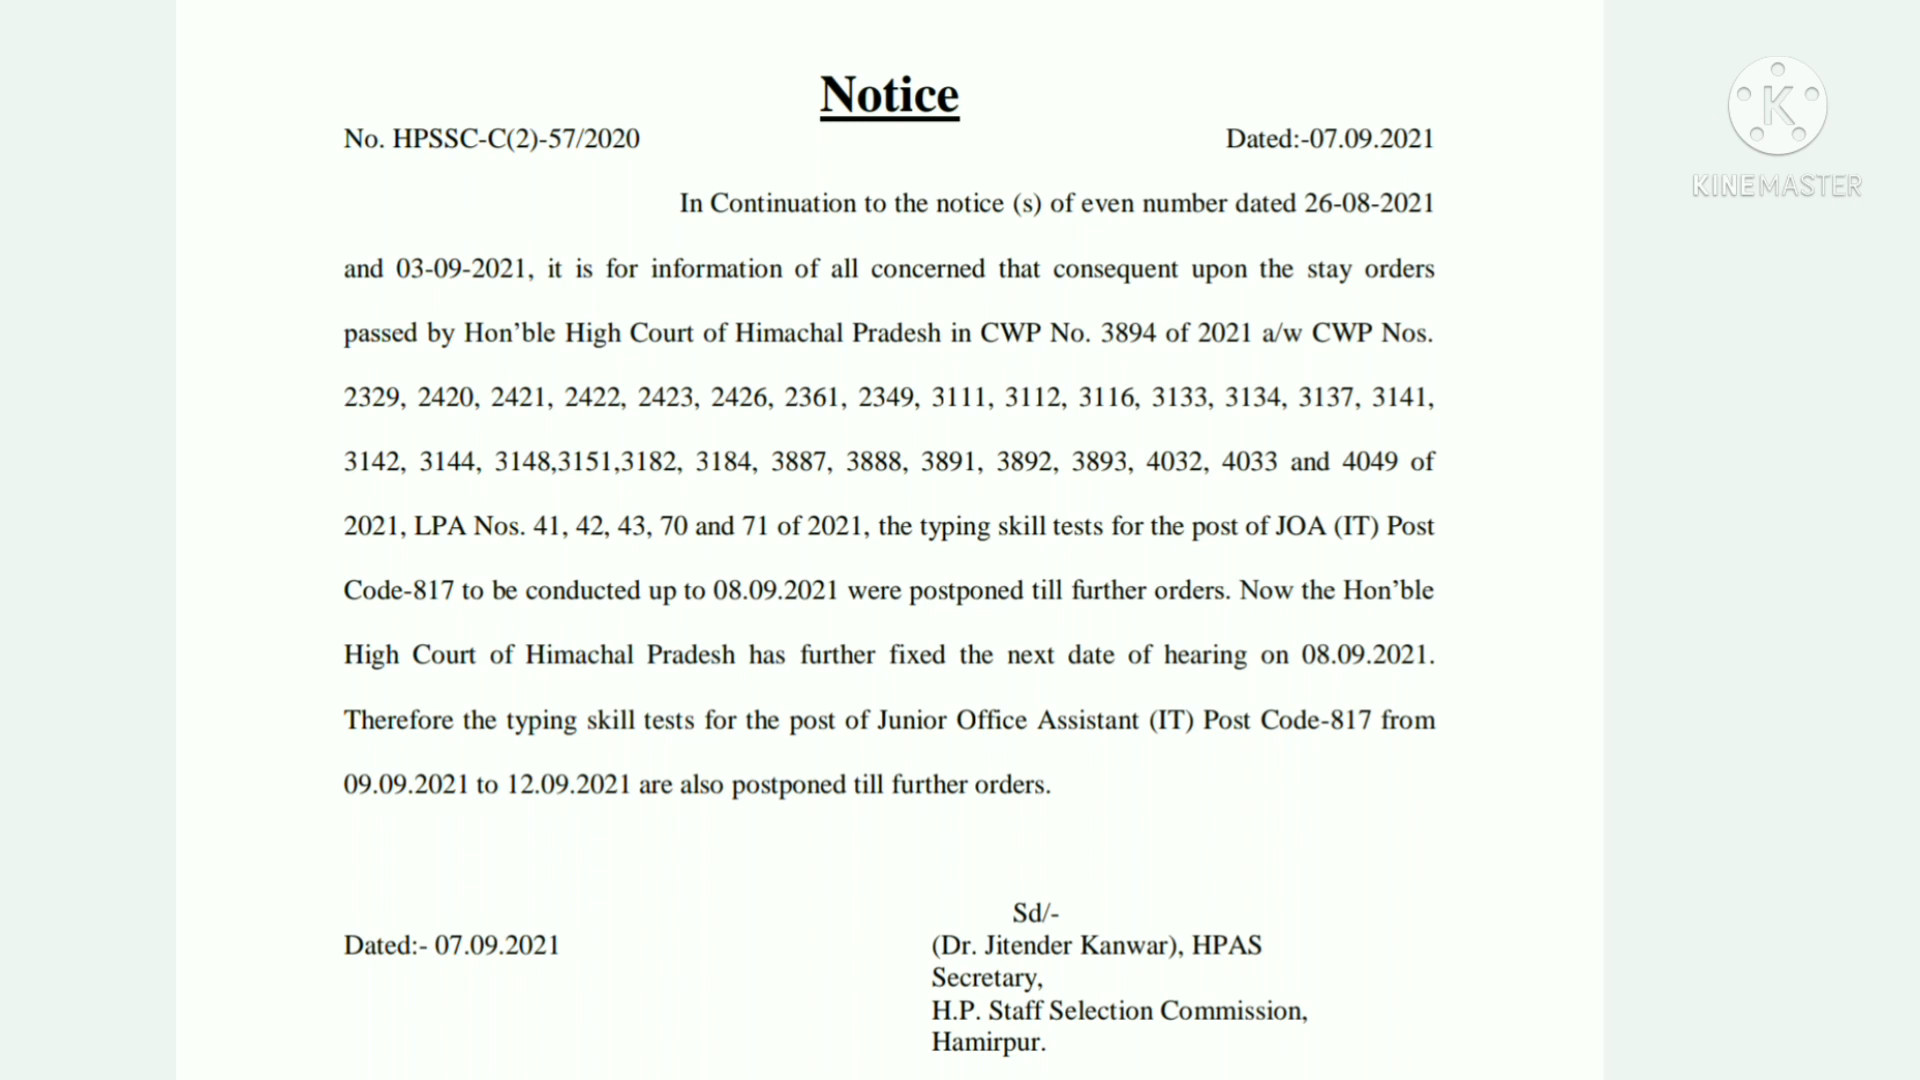 Notice
No. HPSSC-C(2)-57/2020 Dated:-07.09.2021
In Continuation to the notice (s) of even number dated 26-08-2021
and 03-09-2021, it is for information of all concerned that consequent upon the stay orders
passed by Hon’ble High Court of Himachal Pradesh in CWP No. 3894 of 2021 a/w CWP Nos.
2329, 2420, 2421, 2422, 2423, 2426, 2361, 2349, 3111, 3112, 3116, 3133, 3134, 3137, 3141,
3142, 3144, 3148,3151,3182, 3184, 3887, 3888, 3891, 3892, 3893, 4032, 4033 and 4049 of
2021, LPA Nos. 41, 42, 43, 70 and 71 of 2021, the typing skill tests for the post of JOA (IT) Post
Code-817 to be conducted up to 08.09.2021 were postponed till further orders. Now the Hon’ble
High Court of Himachal Pradesh has further fixed the next date of hearing on 08.09.2021.
Therefore the typing skill tests for the post of Junior Office Assistant (IT) Post Code-817 from
09.09.2021 to 12.09.2021 are also postponed till further orders.
Sd/-
Dated:- 07.09.2021 (Dr. Jitender Kanwar), HPAS
Secretary,
H.P. Staff Selection Commission,
Hamirpur.
K
KINEMASTER